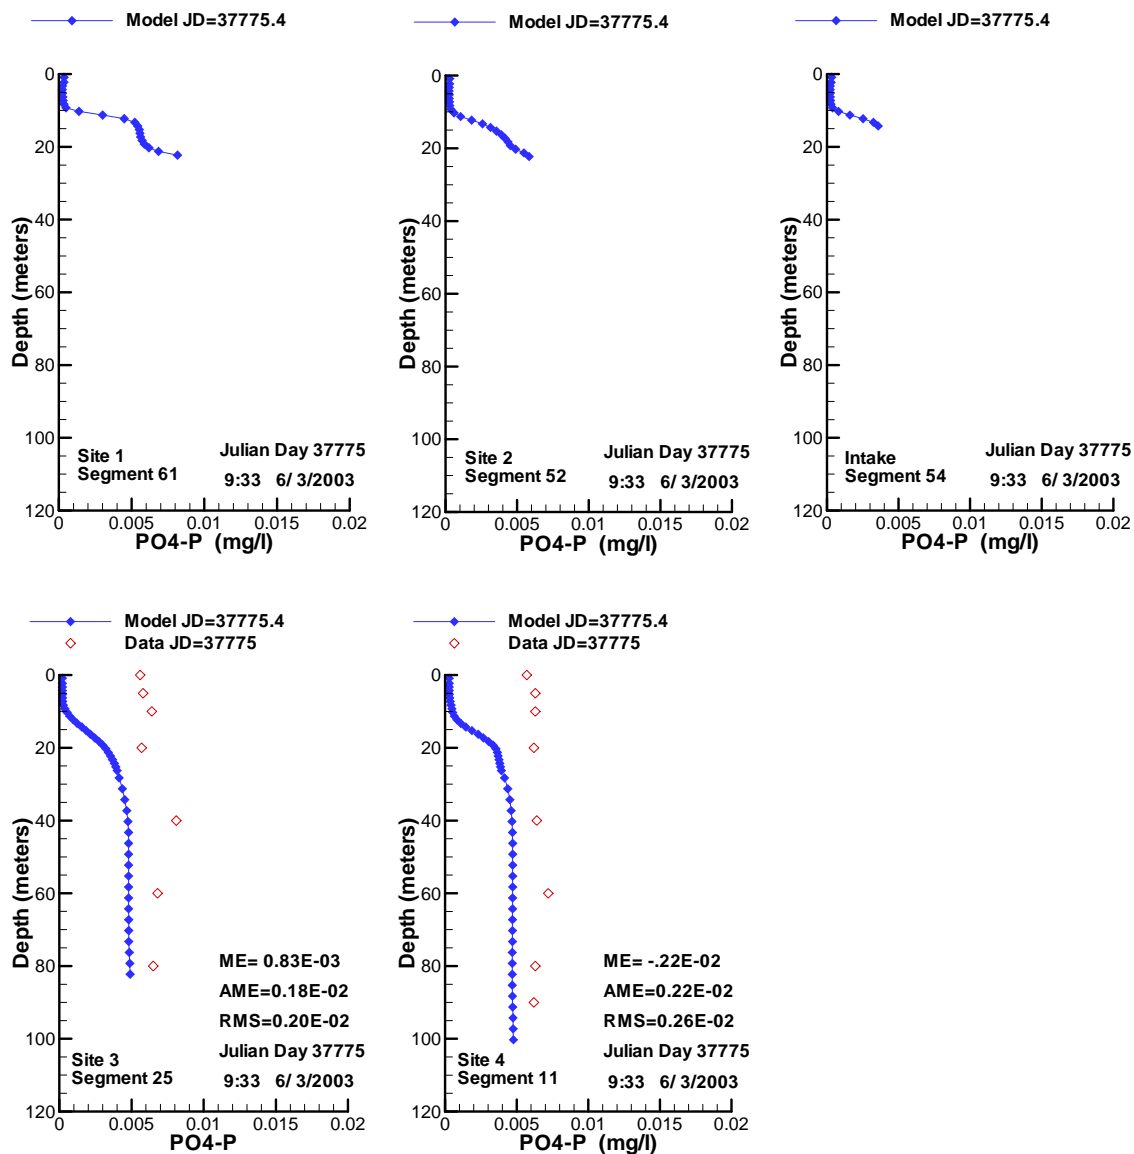 Model JD=37775.4
0
20
40
60
80
100
120
Depth (meters)
Site 1
Segment 61
Julian Day 37775
9:33 6/ 3/2003
0 0.005 0.01 0.015 0.02
PO4-P (mg/l)
Model JD=37775.4
0
20
40
60
80
100
120
Depth (meters)
Site 2
Segment 52
Julian Day 37775
9:33 6/ 3/2003
0 0.005 0.01 0.015 0.02
PO4-P (mg/l)
Model JD=37775.4
0
20
40
60
80
100
120
Depth (meters)
Intake
Segment 54
Julian Day 37775
9:33 6/ 3/2003
0 0.005 0.01 0.015 0.02
PO4-P (mg/l)
Model JD=37775.4
Data JD=37775
0
20
40
60
80
100
120
Depth (meters)
ME= 0.83E-03
AME=0.18E-02
RMS=0.20E-02
Site 3
Segment 25
Julian Day 37775
9:33 6/ 3/2003
0 0.005 0.01 0.015 0.02
PO4-P
Model JD=37775.4
Data JD=37775
0
20
40
60
80
100
120
Depth (meters)
ME= -.22E-02
AME=0.22E-02
RMS=0.26E-02
Site 4
Segment 11
Julian Day 37775
9:33 6/ 3/2003
0 0.005 0.01 0.015 0.02
PO4-P (mg/l)